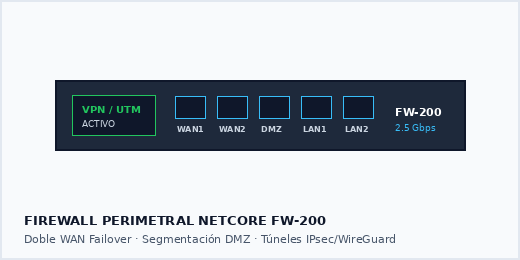 VPN / UTM
ACTIVO
WAN1
WAN2
DMZ
LAN1
LAN2
FW-200
2.5 Gbps
FIREWALL PERIMETRAL NETCORE FW-200
Doble WAN Failover · Segmentación DMZ · Túneles IPsec/WireGuard